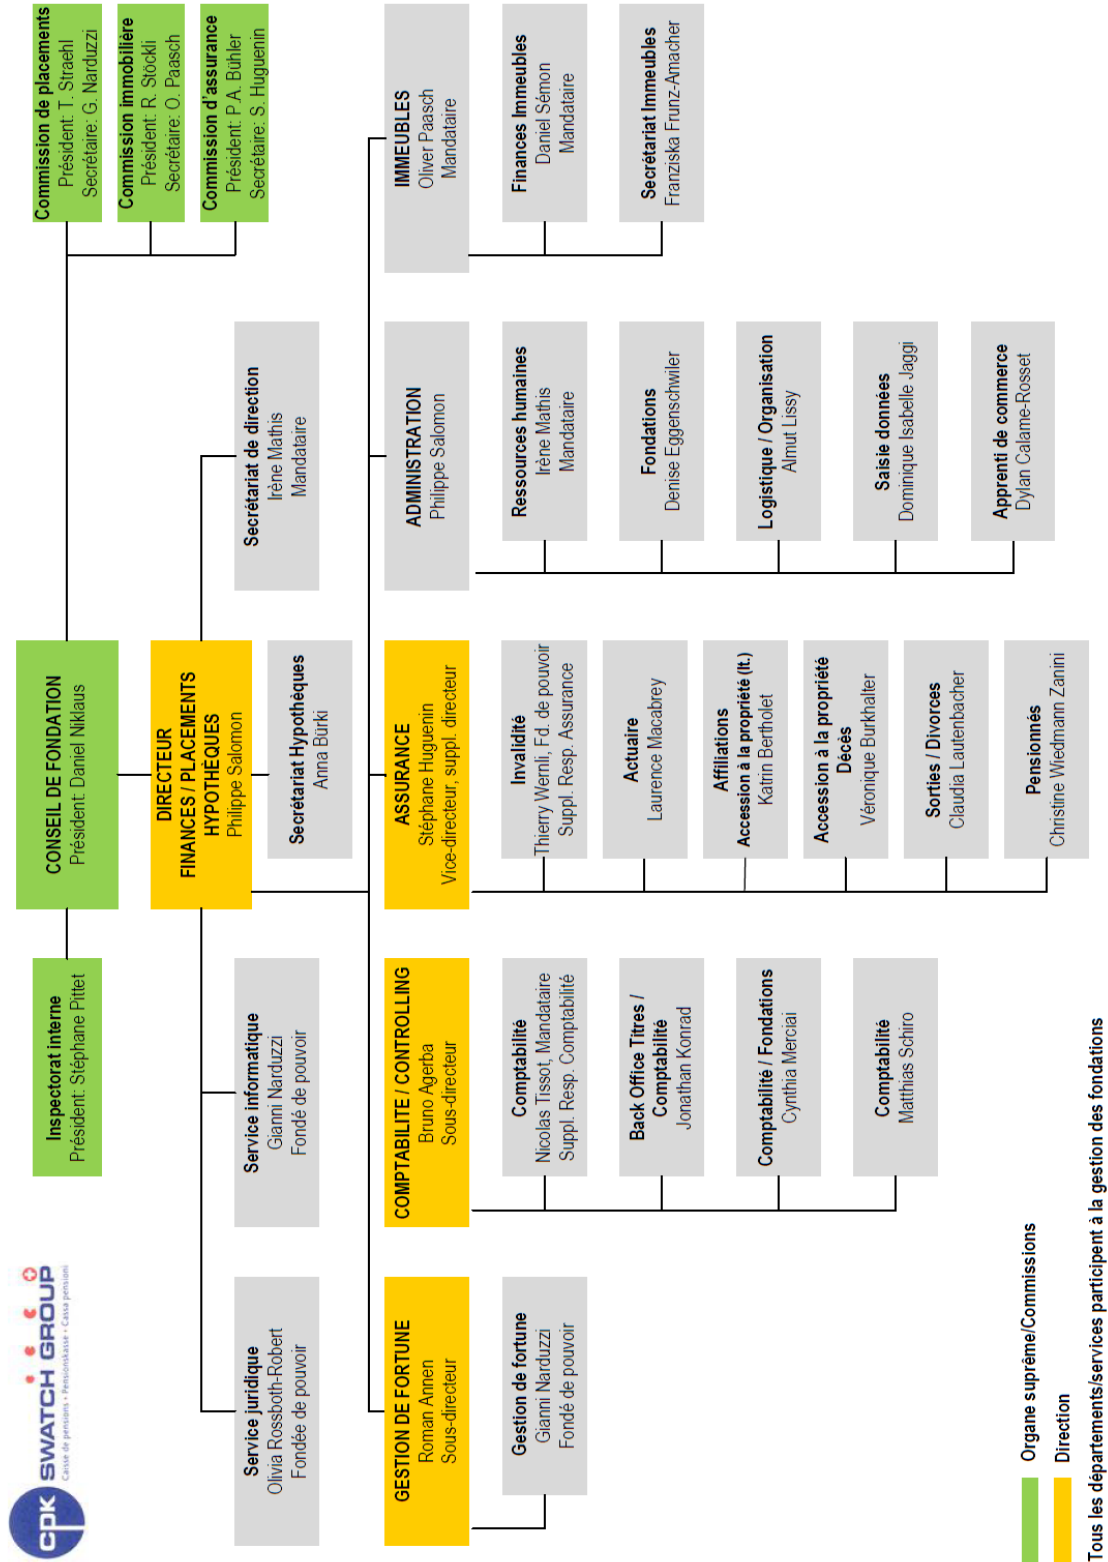 cpk SWATCH GROUP
Caisse de pensions • Pensionskasse • Cassa pensioni
Inspectorat interne
Président: Stéphane Pittet
CONSEIL DE FONDATION
Président: Daniel Niklaus
Commission de placements
Président: T. Straehl
Secrétaire: G. Narduzzi
Commission immobilière
Président: R. Stöckli
Secrétaire: O. Paasch
Commission d'assurance
Président: P.A. Bühler
Secrétaire: S. Huguenin
DIRECTEUR
FINANCES / PLACEMENTS
HYPOTHÈQUES
Philippe Salomon
Service juridique
Olivia Rossboth-Robert
Fondée de pouvoir
Service informatique
Gianni Narduzzi
Fondé de pouvoir
Secrétariat Hypothèques
Anna Bürki
Secrétariat de direction
Irène Mathis
Mandataire
GESTION DE FORTUNE
Roman Annen
Sous-directeur
Gestion de fortune
Gianni Narduzzi
Fondé de pouvoir
COMPTABILITE / CONTROLLING
Bruno Agerba
Sous-directeur
Comptabilité
Nicolas Tissot, Mandataire
Suppl. Resp. Comptabilité
Back Office Titres /
Comptabilité
Jonathan Konrad
Comptabilité / Fondations
Cynthia Merciai
Comptabilité
Matthias Schiro
ASSURANCE
Stéphane Huguenin
Vice-directeur, suppl. directeur
Invalidité
Thierry Wernli, Fd. de pouvoir
Suppl. Resp. Assurance
Actuaire
Laurence Macabrey
Affiliations
Accession à la propriété (It.)
Katrin Bertholet
Accession à la propriété
Décès
Véronique Burkhalter
Sorties / Divorces
Claudia Lautenbacher
Pensionnés
Christine Wiedmann Zanini
ADMINISTRATION
Philippe Salomon
Ressources humaines
Irène Mathis
Mandataire
Fondations
Denise Eggenschwiler
Logistique / Organisation
Almut Lissy
Saisie données
Dominique Isabelle Jaggi
Apprenti de commerce
Dylan Calame-Rosset
IMMEUBLES
Oliver Paasch
Mandataire
Finances Immeubles
Daniel Sémon
Mandataire
Secrétariat Immeubles
Franziska Frunz-Amacher
Organe suprême/Commissions
Direction
Tous les départements/services participent à la gestion des fondations